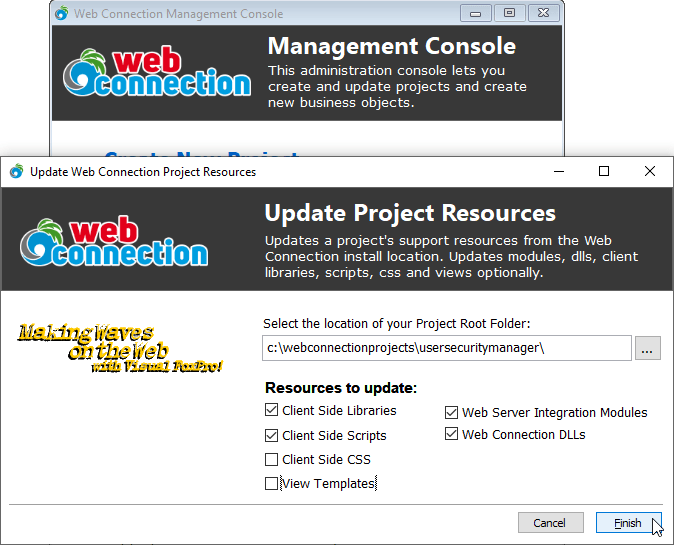 Web Connection Management Console
web
connection
Management Console
This administration console lets you
create and update projects and create
new business objects.
Create New Project
Update Web Connection Project Resources
web
connection
Update Project Resources
Updates a project's support resources from the Web
Connection install location. Updates modules, dlls, client
libraries, scripts, css and views optionally.
Making Waves
on the Web
with Visual FoxPro!
Select the location of your Project Root Folder:
c:\webconnectionprojects\usersecuritymanager\
...
Resources to update:
Client Side Libraries
Web Server Integration Modules
Client Side Scripts
Web Connection DLLs
Client Side CSS
View Templates
Cancel
Finish